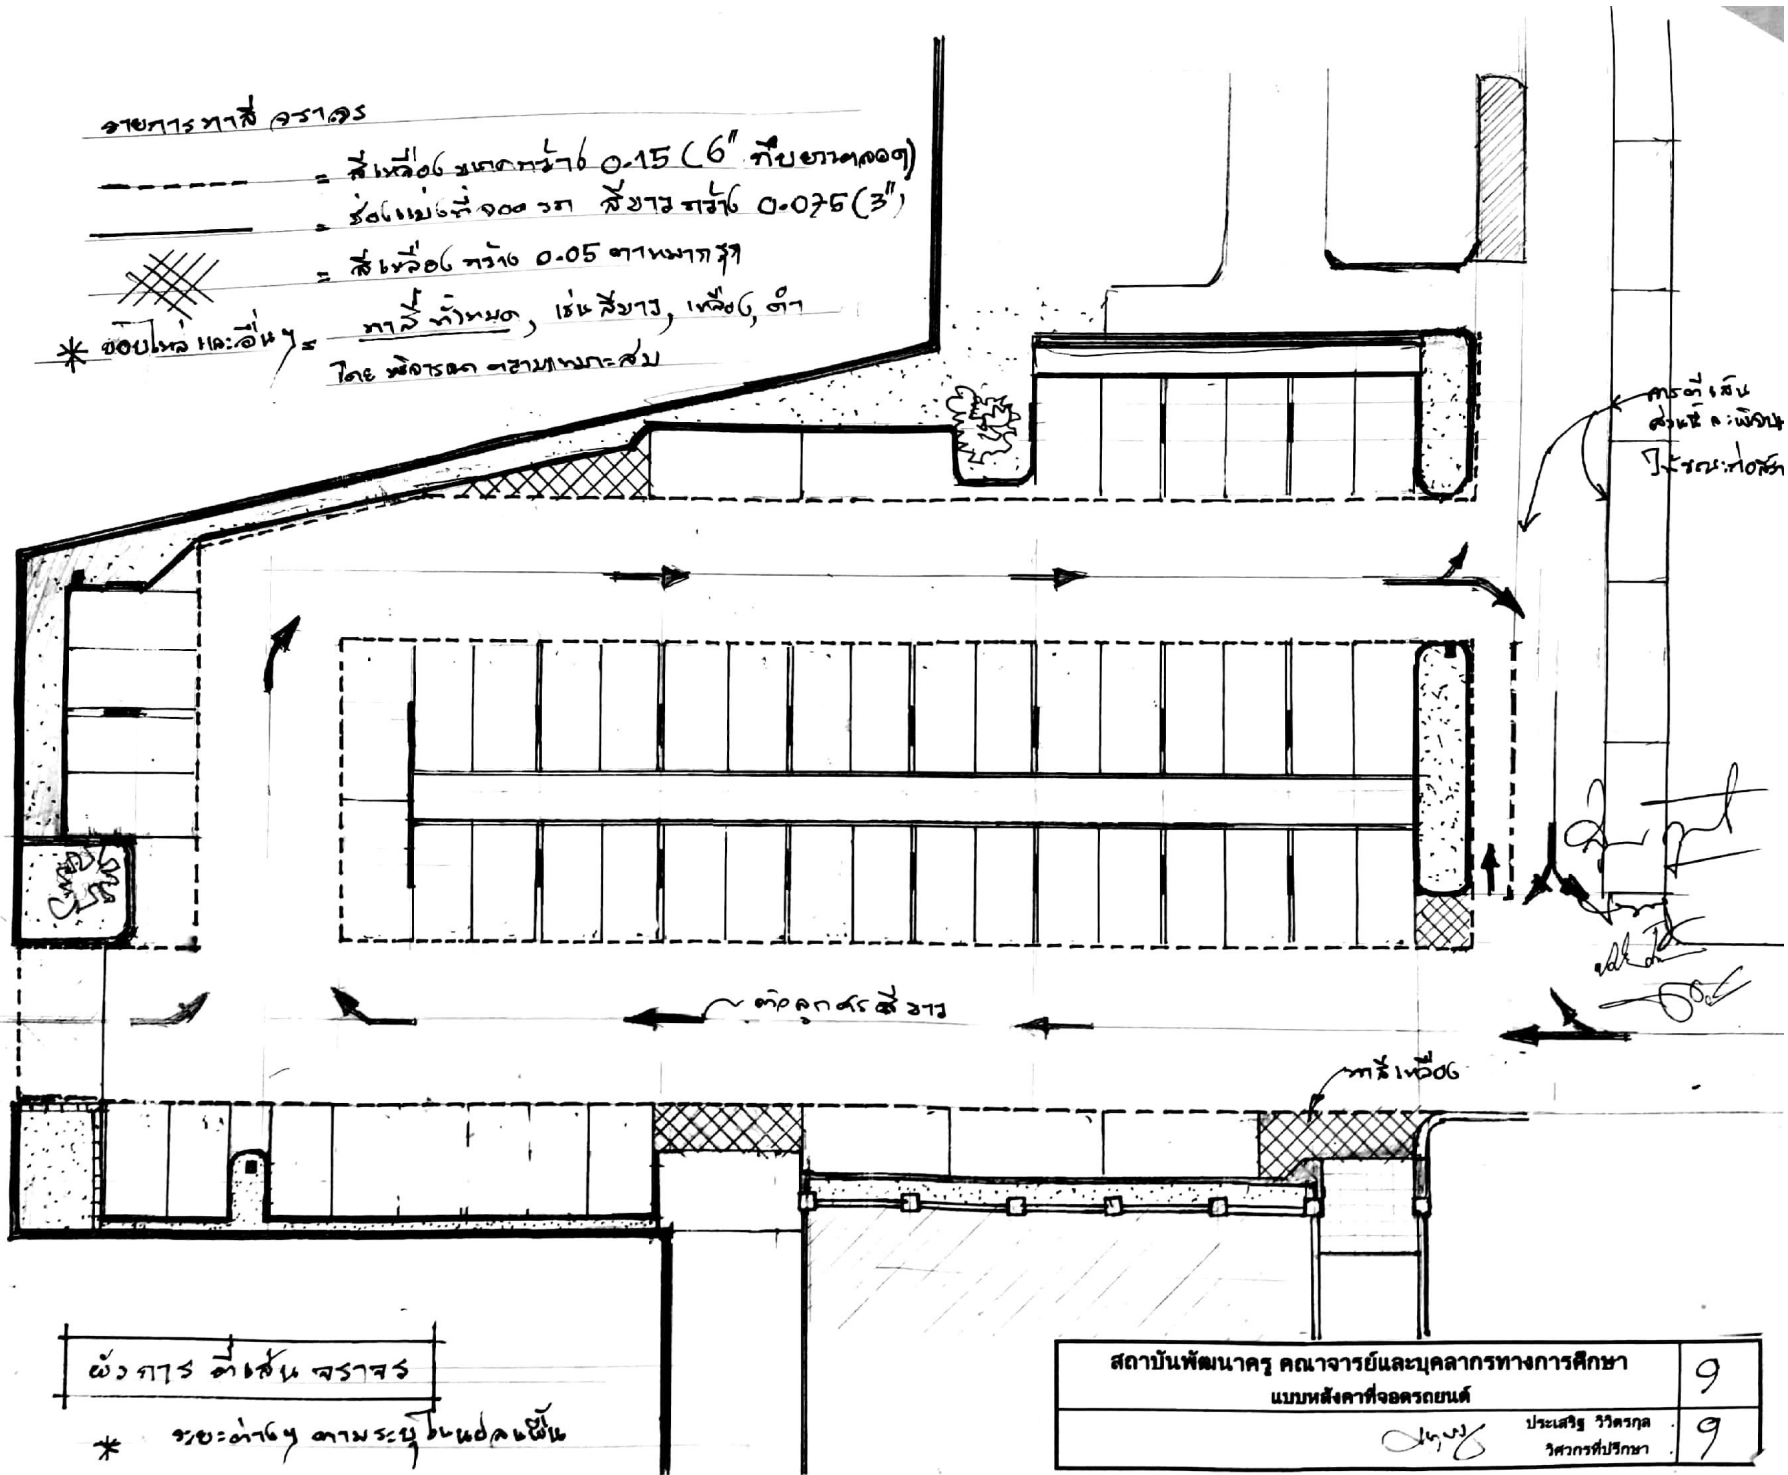 รายการทาสี จราจร
= สีเหลือง ขนาดกว้าง 0.15 (6" ทึบยาวตลอด)
= ช่องแบ่งที่จอดรถ สีขาว กว้าง 0.075 (3")
= สีเหลือง กว้าง 0.05 ตาหมากรุก
* ขอบไหล่ และอื่นๆ = ทาสี ทั้งหมด, เช่น สีขาว, เหลือง, ดำ
โดย พิจารณา ความเหมาะสม
การตีเส้น
ส่วนนี้
ตัวลูกศรสีขาว
ทาสีเหลือง
ผังการ ตีเส้น จราจร
* ระยะต่างๆ ตามระบุในแปลนพื้น
สถาบันพัฒนาครู คณาจารย์และบุคลากรทางการศึกษา
แบบหลังคาที่จอดรถยนต์
9
ประเสริฐ วิวิตรกุล
วิศวกรที่ปรึกษา
9